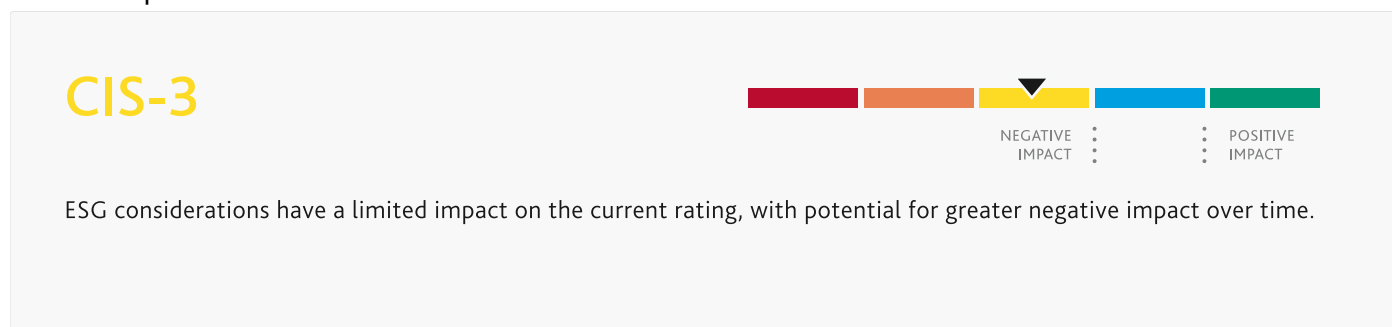 CIS-3
NEGATIVE
IMPACT
POSITIVE
IMPACT
ESG considerations have a limited impact on the current rating, with potential for greater negative impact over time.